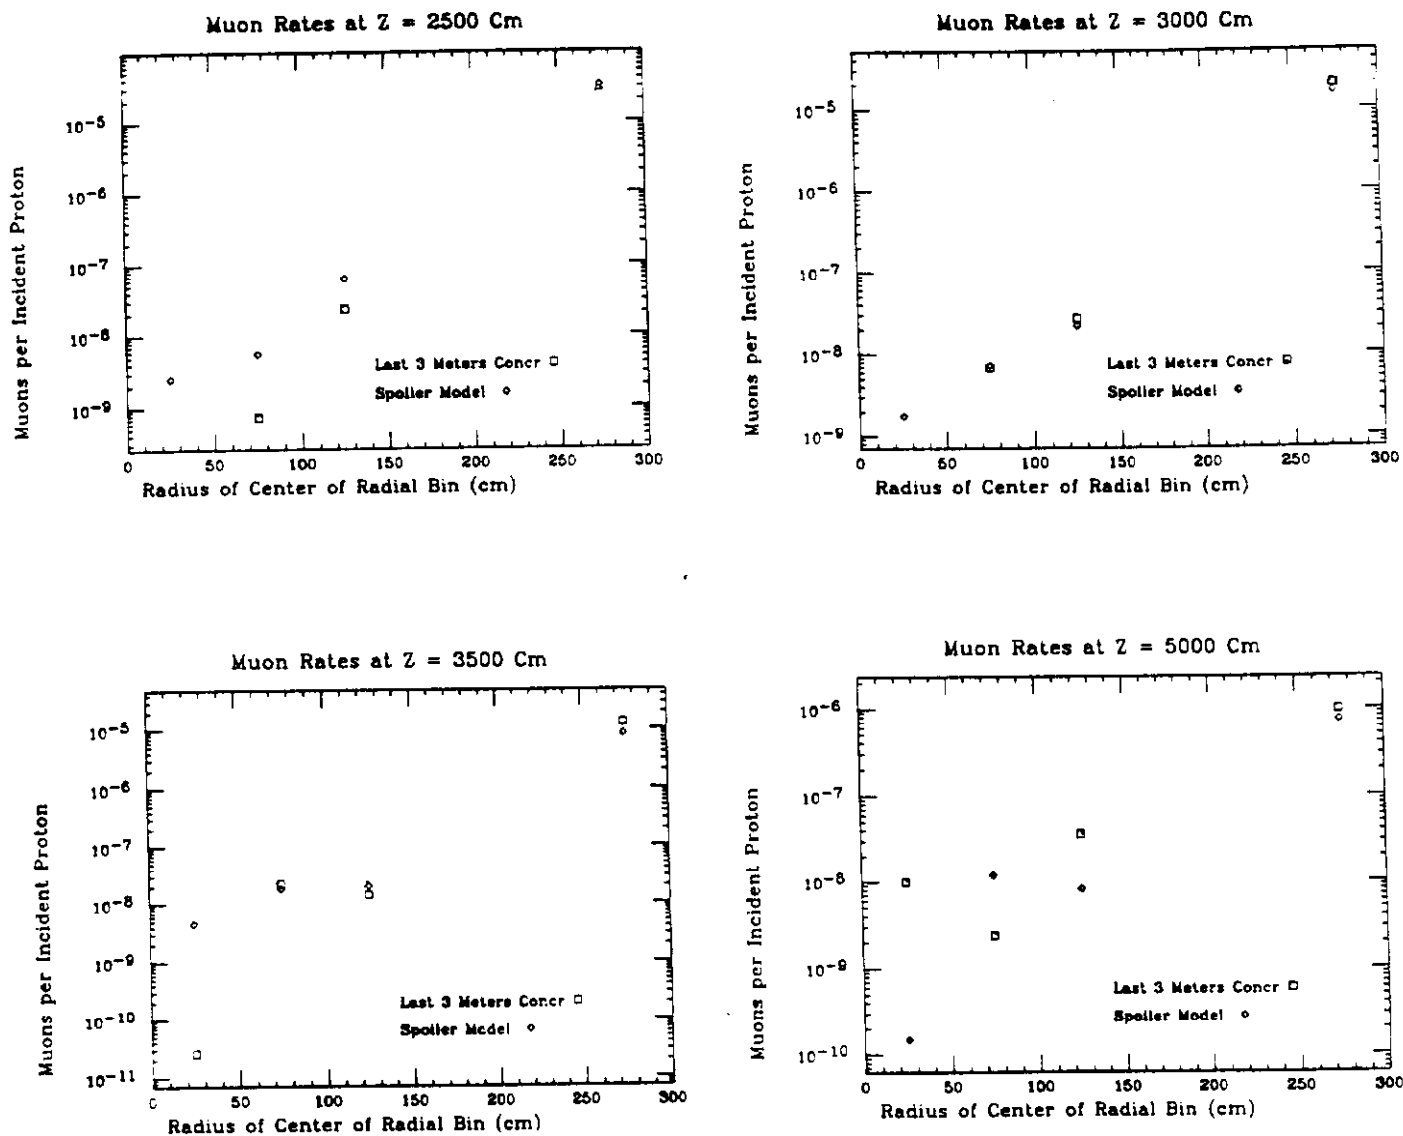 Muon Rates at Z = 2500 Cm
Muons per Incident Proton
10-5
10-6
10-7
10-8
10-9
Last 3 Meters Concr
Spoiler Model
0 50 100 150 200 250 300
Radius of Center of Radial Bin (cm)
Muon Rates at Z = 3000 Cm
Muons per Incident Proton
10-5
10-6
10-7
10-8
10-9
Last 3 Meters Concr
Spoiler Model
0 50 100 150 200 250 300
Radius of Center of Radial Bin (cm)
Muon Rates at Z = 3500 Cm
Muons per Incident Proton
10-5
10-6
10-7
10-8
10-9
10-10
10-11
Last 3 Meters Concr
Spoiler Model
0 50 100 150 200 250 300
Radius of Center of Radial Bin (cm)
Muon Rates at Z = 5000 Cm
Muons per Incident Proton
10-6
10-7
10-8
10-9
10-10
Last 3 Meters Concr
Spoiler Model
0 50 100 150 200 250 300
Radius of Center of Radial Bin (cm)